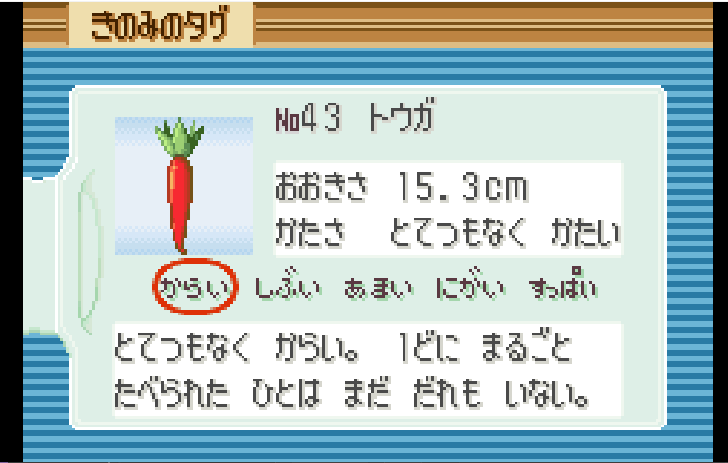 きのみのタグ
No43 トウガ
おおきさ 15.3cm
かたさ とてつもなく かたい
からい しぶい あまい にがい すっぱい
とてつもなく からい。 1どに まるごと
たべられた ひとは まだ だれも いない。